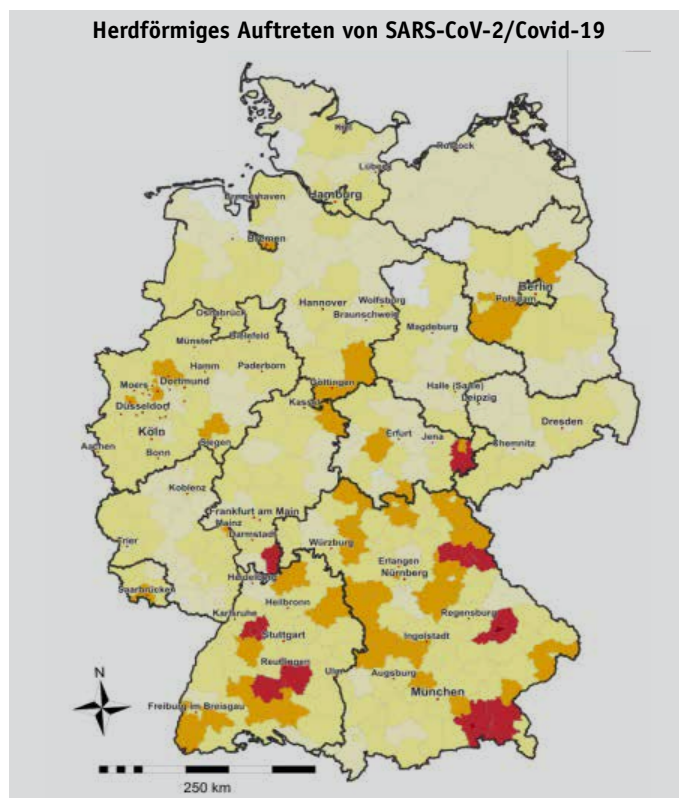 Herdförmiges Auftreten von SARS-CoV-2/Covid-19
Kiel
Rostock
Lübeck
Hamburg
Bremerhaven
Bremen
Berlin
Potsdam
Hannover
Wolfsburg
Braunschweig
Osnabrück
Magdeburg
Münster
Bielefeld
Hamm
Paderborn
Moers
Dortmund
Göttingen
Halle (Saale)
Leipzig
Düsseldorf
Kassel
Dresden
Köln
Siegen
Erfurt
Jena
Chemnitz
Aachen
Bonn
Koblenz
Frankfurt am Main
Mainz
Darmstadt
Würzburg
Trier
Erlangen
Nürnberg
Heidelberg
Saarbrücken
Heilbronn
Karlsruhe
Regensburg
Stuttgart
Ingolstadt
Reutlingen
Ulm
Augsburg
München
N
Freiburg im Breisgau
250 km